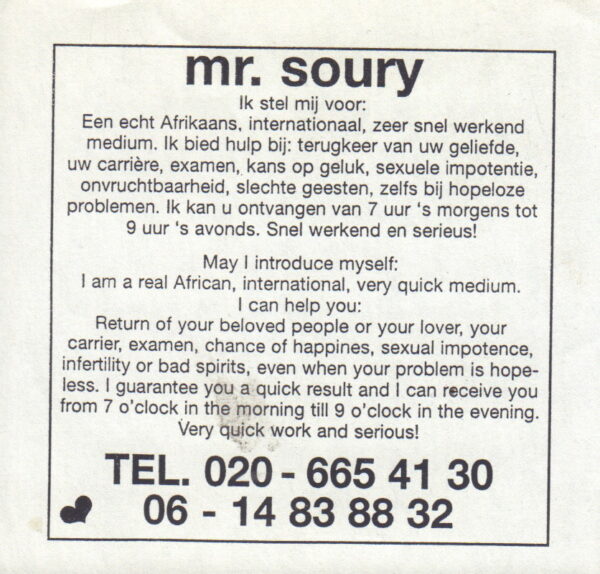 mr. soury
Ik stel mij voor:
Een echt Afrikaans, internationaal, zeer snel werkend
medium. Ik bied hulp bij: terugkeer van uw geliefde,
uw carrière, examen, kans op geluk, sexuele impotentie,
onvruchtbaarheid, slechte geesten, zelfs bij hopeloze
problemen. Ik kan u ontvangen van 7 uur 's morgens tot
9 uur 's avonds. Snel werkend en serieus!
May I introduce myself:
I am a real African, international, very quick medium.
I can help you:
Return of your beloved people or your lover, your
carrier, examen, chance of happines, sexual impotence,
infertility or bad spirits, even when your problem is hope-
less. I guarantee you a quick result and I can receive you
from 7 o'clock in the morning till 9 o'clock in the evening.
Very quick work and serious!
TEL. 020 - 665 41 30
06 - 14 83 88 32